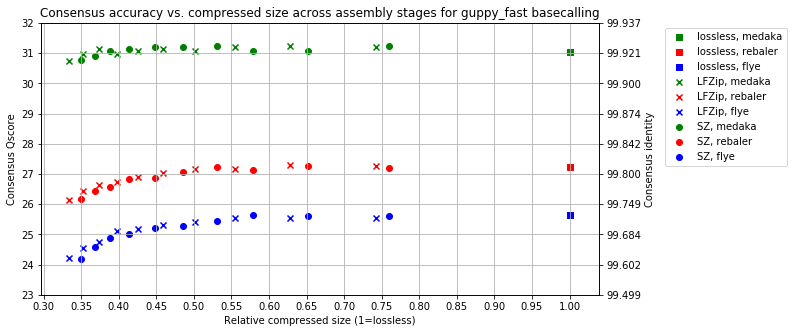 Consensus accuracy vs. compressed size across assembly stages for guppy_fast basecalling
Consensus Qscore
32
31
30
29
28
27
26
25
24
23
99.937
99.921
99.900
99.874
99.842
99.800
99.749
99.684
99.602
99.499
Consensus identity
0.30 0.35 0.40 0.45 0.50 0.55 0.60 0.65 0.70 0.75 0.80 0.85 0.90 0.95 1.00
Relative compressed size (1=lossless)
lossless, medaka
lossless, rebaler
lossless, flye
LFZip, medaka
LFZip, rebaler
LFZip, flye
SZ, medaka
SZ, rebaler
SZ, flye